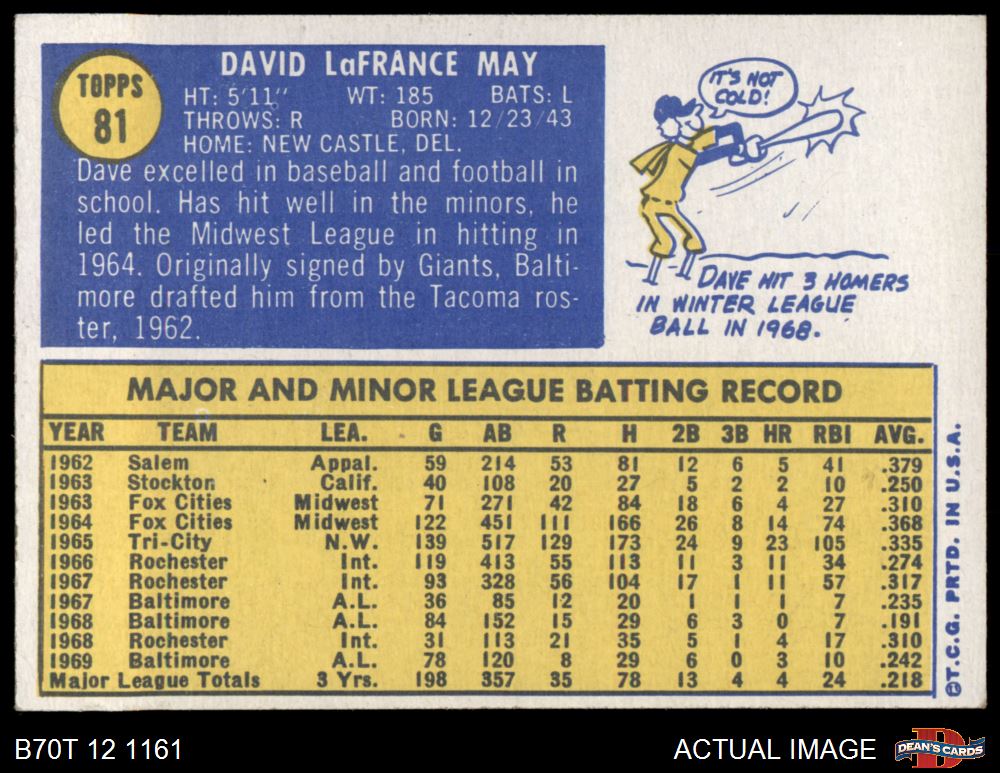 TOPPS
81
DAVID LaFRANCE MAY
HT: 5'11" WT: 185 BATS: L
THROWS: R BORN: 12/23/43
HOME: NEW CASTLE, DEL.
Dave excelled in baseball and football in
school. Has hit well in the minors, he
led the Midwest League in hitting in
1964. Originally signed by Giants, Balti-
more drafted him from the Tacoma ros-
ter, 1962.
IT'S HOT
COLD!
DAVE HIT 3 HOMERS
IN WINTER LEAGUE
BALL IN 1968.
MAJOR AND MINOR LEAGUE BATTING RECORD
YEAR TEAM LEA. G AB R H 2B 3B HR RBI AVG.
1962 Salem Appal. 59 214 53 81 12 6 5 41 .379
1963 Stockton Calif. 40 108 20 27 5 2 2 10 .250
1963 Fox Cities Midwest 71 271 42 84 18 6 4 27 .310
1964 Fox Cities Midwest 122 451 111 166 26 8 14 74 .368
1965 Tri-City N.W. 139 517 129 173 24 9 23 105 .335
1966 Rochester Int. 119 413 55 113 11 3 11 34 .274
1967 Rochester Int. 93 328 56 104 17 1 11 57 .317
1967 Baltimore A.L. 36 85 12 20 1 1 1 7 .235
1968 Baltimore A.L. 84 152 15 29 6 3 0 7 .191
1968 Rochester Int. 31 113 21 35 5 1 4 17 .310
1969 Baltimore A.L. 78 120 8 29 6 0 3 10 .242
Major League Totals 3 Yrs. 198 357 35 78 13 4 4 24 .218
©T.C.G. PRTD. IN U.S.A.
B70T 12 1161
ACTUAL IMAGE
DEAN'S CARDS